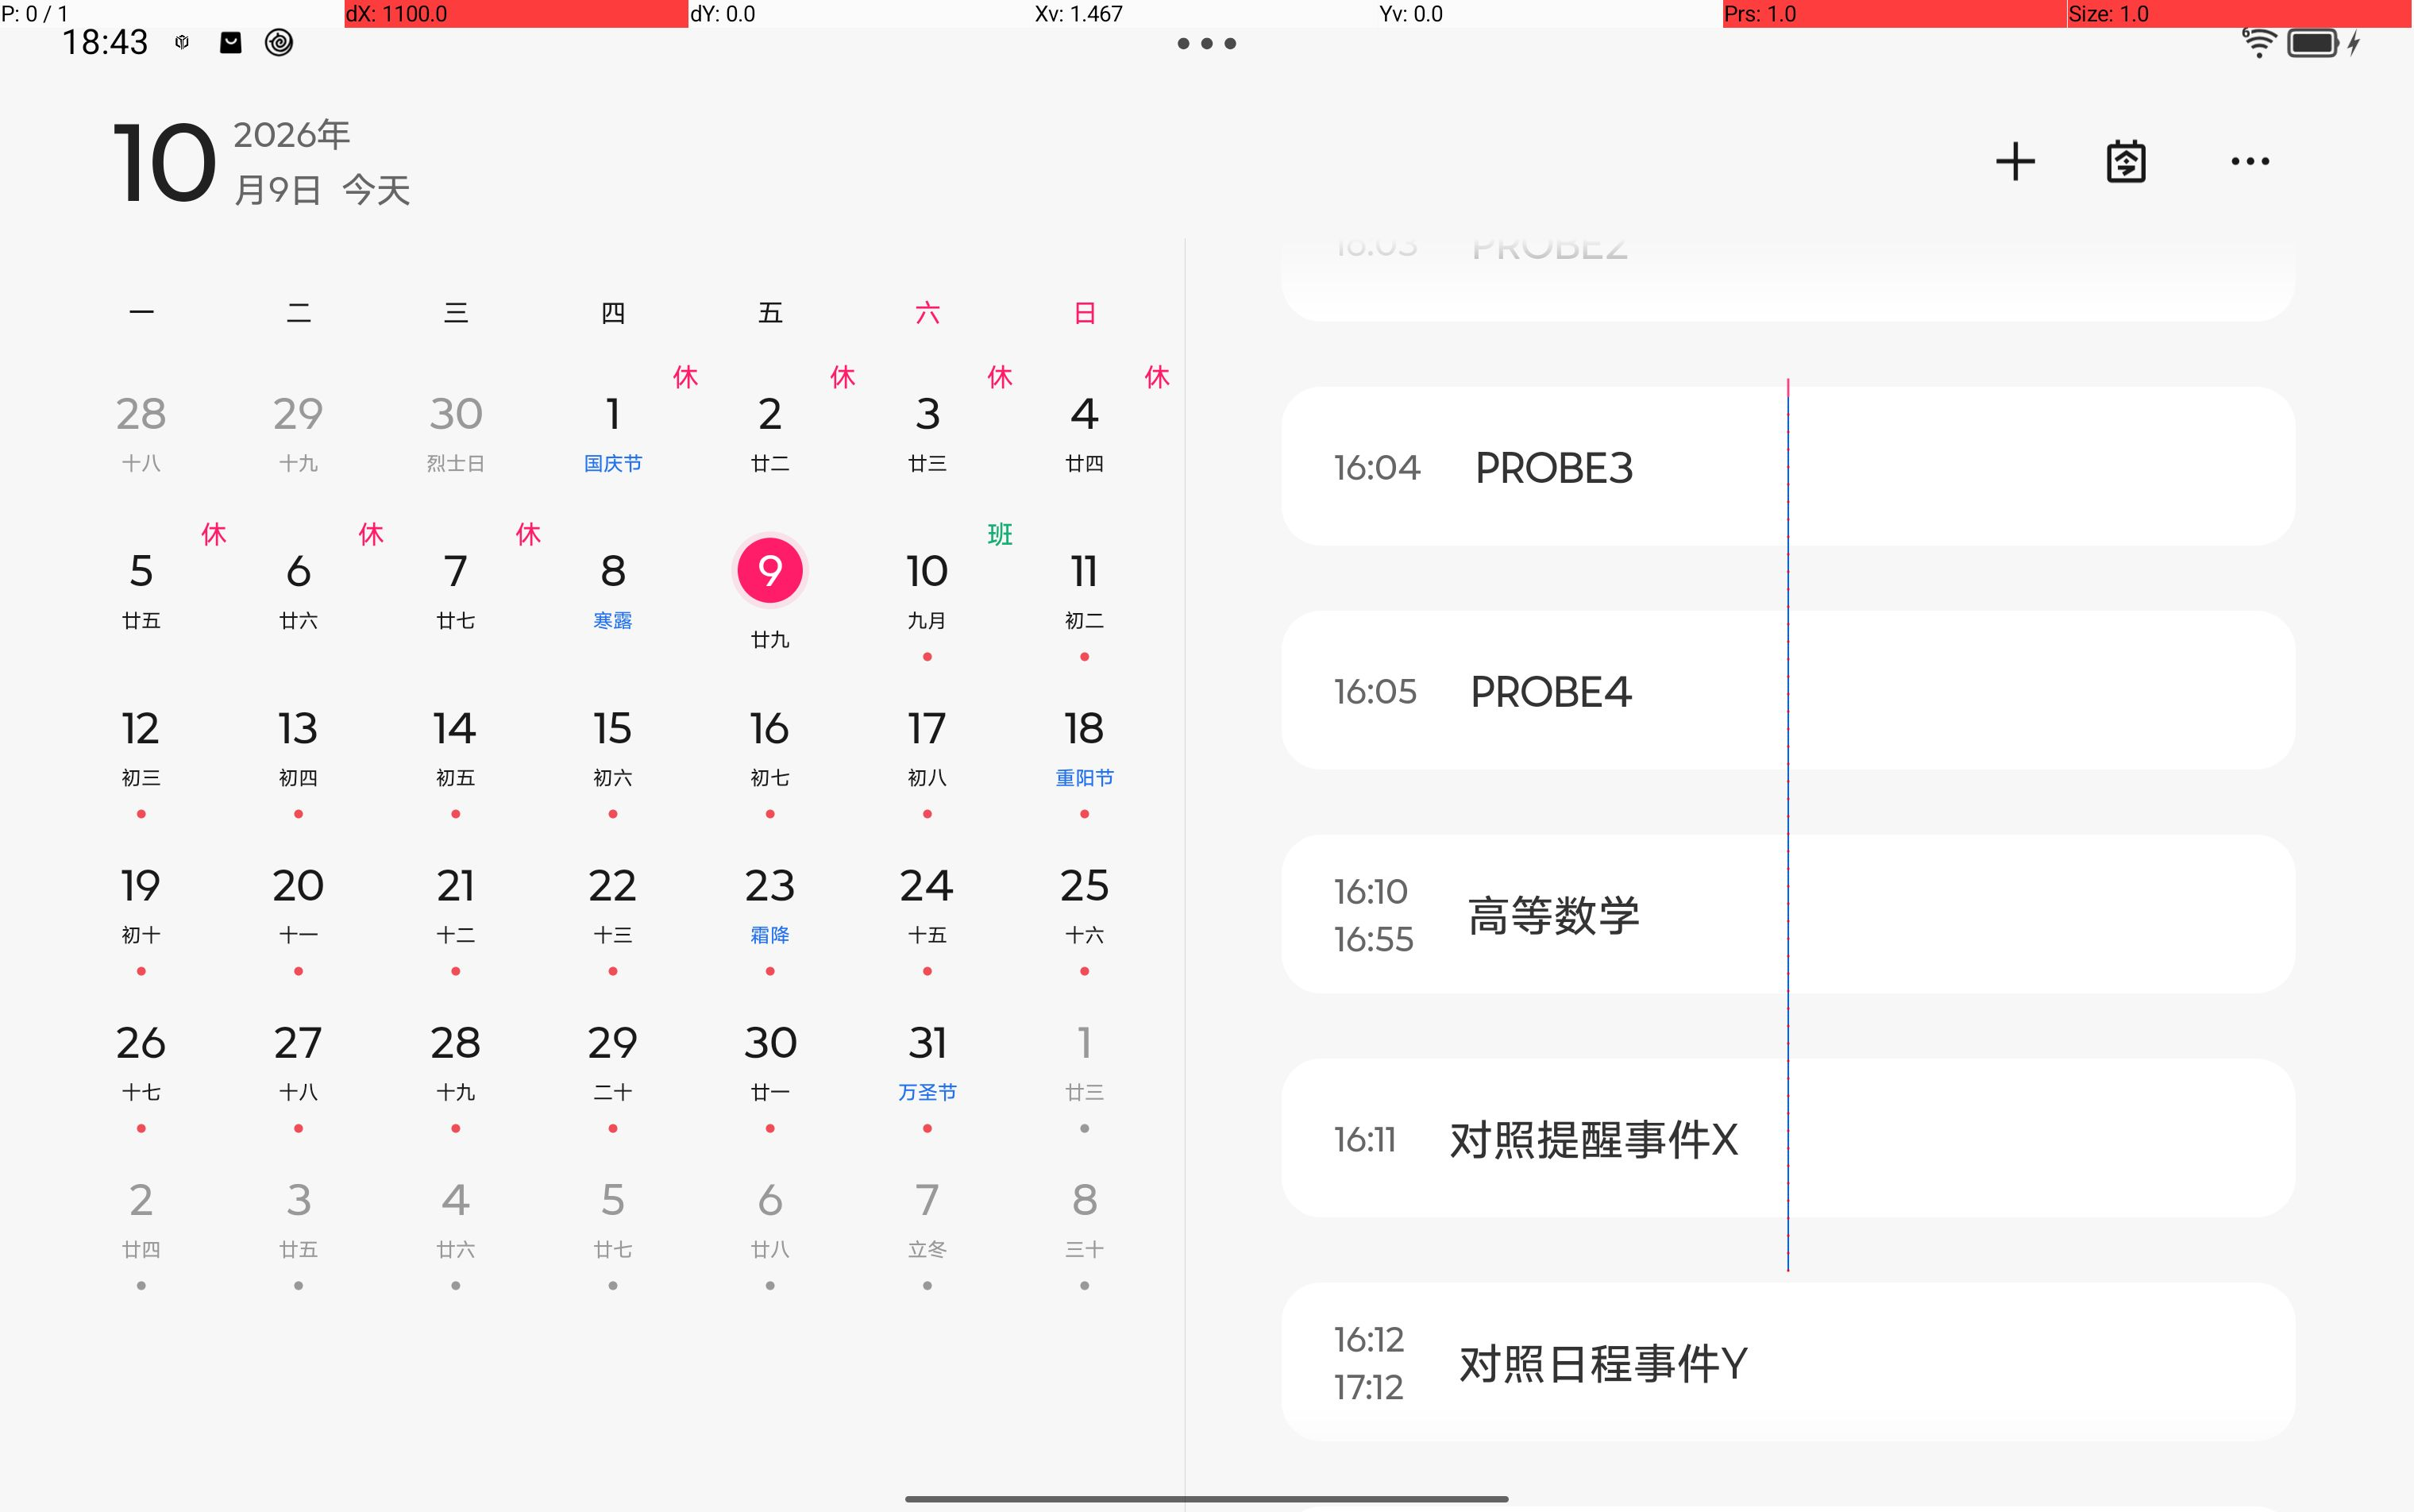 P: 0 / 1 dX: 1100.0 dY: 0.0 Xv: 1.467 Yv: 0.0 Prs: 1.0 Size: 1.0
18:43
6
10
2026年
月9日 今天
一 二 三 四 五 六 日
休 休 休 休
28 29 30 1 2 3 4
十八 十九 烈士日 国庆节 廿二 廿三 廿四
休 休 休 班
5 6 7 8 9 10 11
廿五 廿六 廿七 寒露 廿九 九月 初二
12 13 14 15 16 17 18
初三 初四 初五 初六 初七 初八 重阳节
19 20 21 22 23 24 25
初十 十一 十二 十三 霜降 十五 十六
26 27 28 29 30 31 1
十七 十八 十九 二十 廿一 万圣节 廿三
2 3 4 5 6 7 8
廿四 廿五 廿六 廿七 廿八 立冬 三十
16:03 PROBE2
16:04 PROBE3
16:05 PROBE4
16:10
16:55
高等数学
16:11 对照提醒事件X
16:12
17:12
对照日程事件Y
今